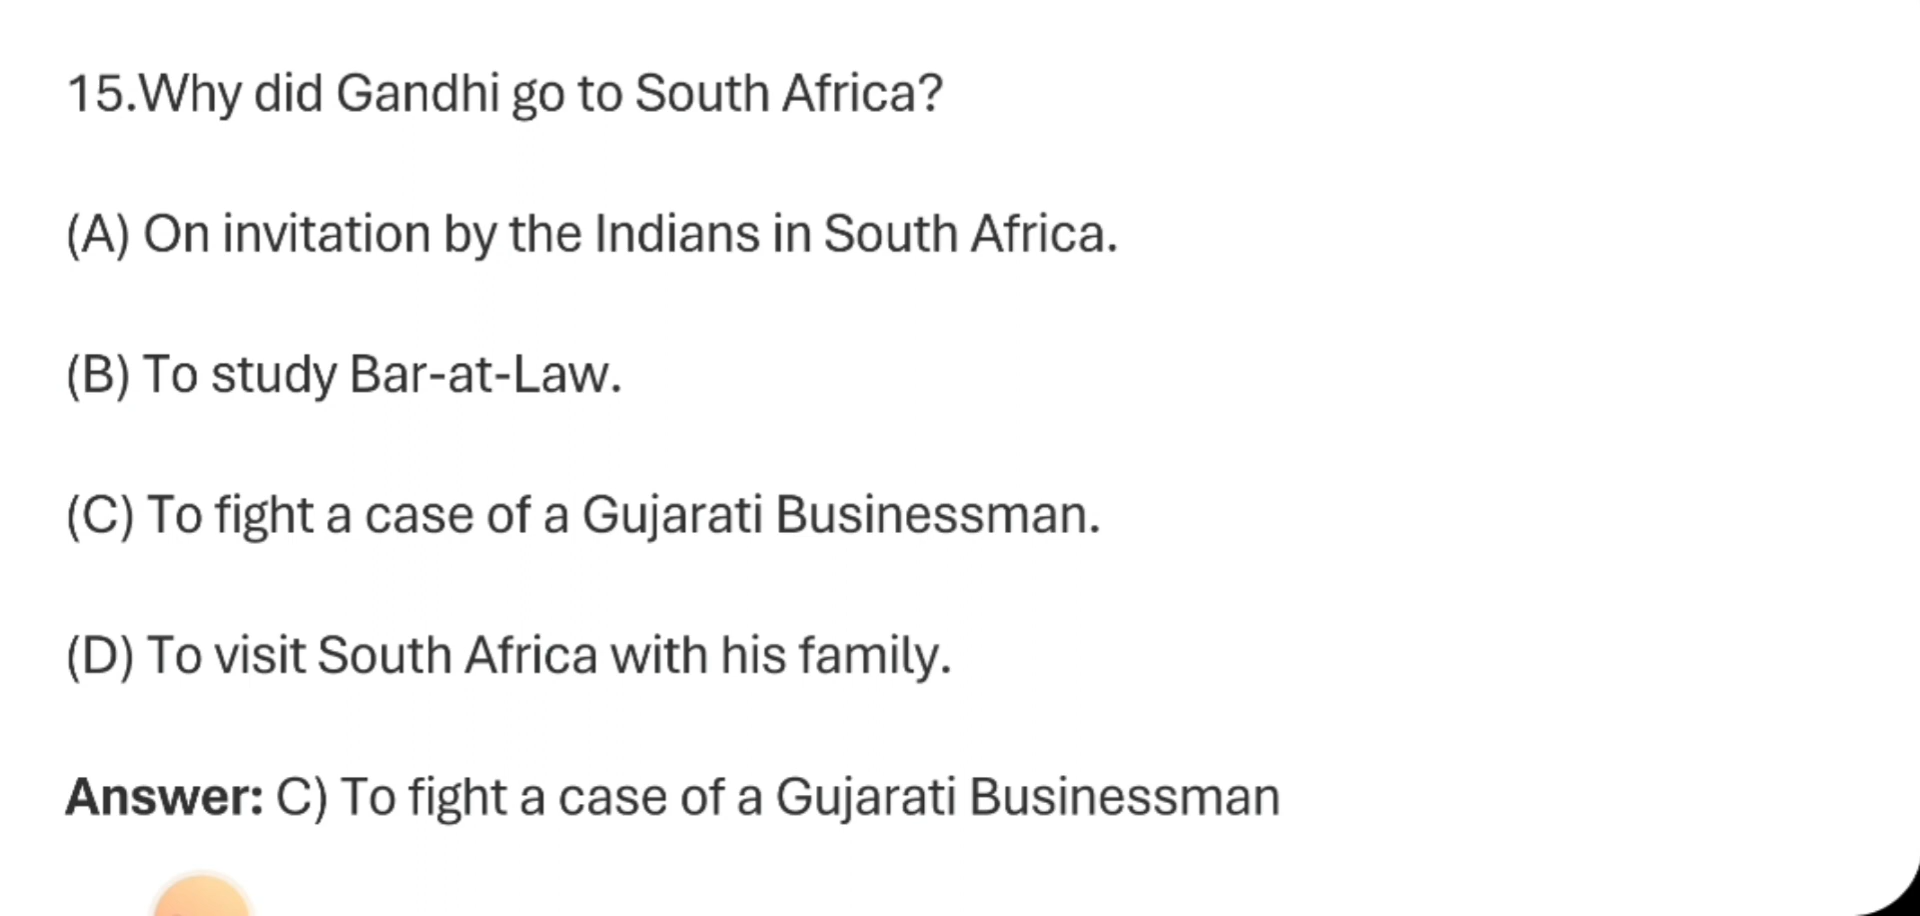 15.Why did Gandhi go to South Africa?
(A) On invitation by the Indians in South Africa.
(B) To study Bar-at-Law.
(C) To fight a case of a Gujarati Businessman.
(D) To visit South Africa with his family.
Answer: C) To fight a case of a Gujarati Businessman